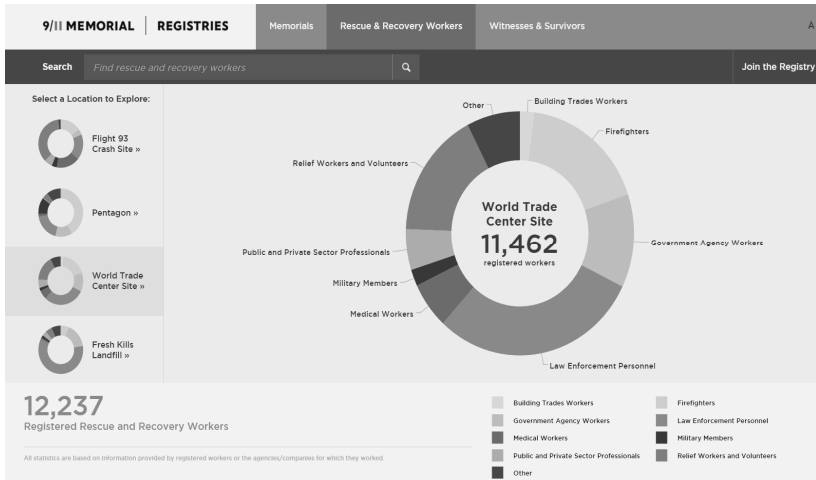 9/11 MEMORIAL | REGISTRIES
Memorials
Rescue & Recovery Workers
Witnesses & Survivors
A
Search
Find rescue and recovery workers
Join the Registry
Select a Location to Explore:
Flight 93
Crash Site »
Pentagon »
World Trade
Center Site »
Fresh Kills
Landfill »
Other
Building Trades Workers
Firefighters
Relief Workers and Volunteers
World Trade
Center Site
11,462
registered workers
Government Agency Workers
Public and Private Sector Professionals
Military Members
Medical Workers
Law Enforcement Personnel
12,237
Registered Rescue and Recovery Workers
All statistics are based on information provided by registered workers or the agencies/companies for which they worked.
Building Trades Workers
Firefighters
Government Agency Workers
Law Enforcement Personnel
Medical Workers
Military Members
Public and Private Sector Professionals
Relief Workers and Volunteers
Other